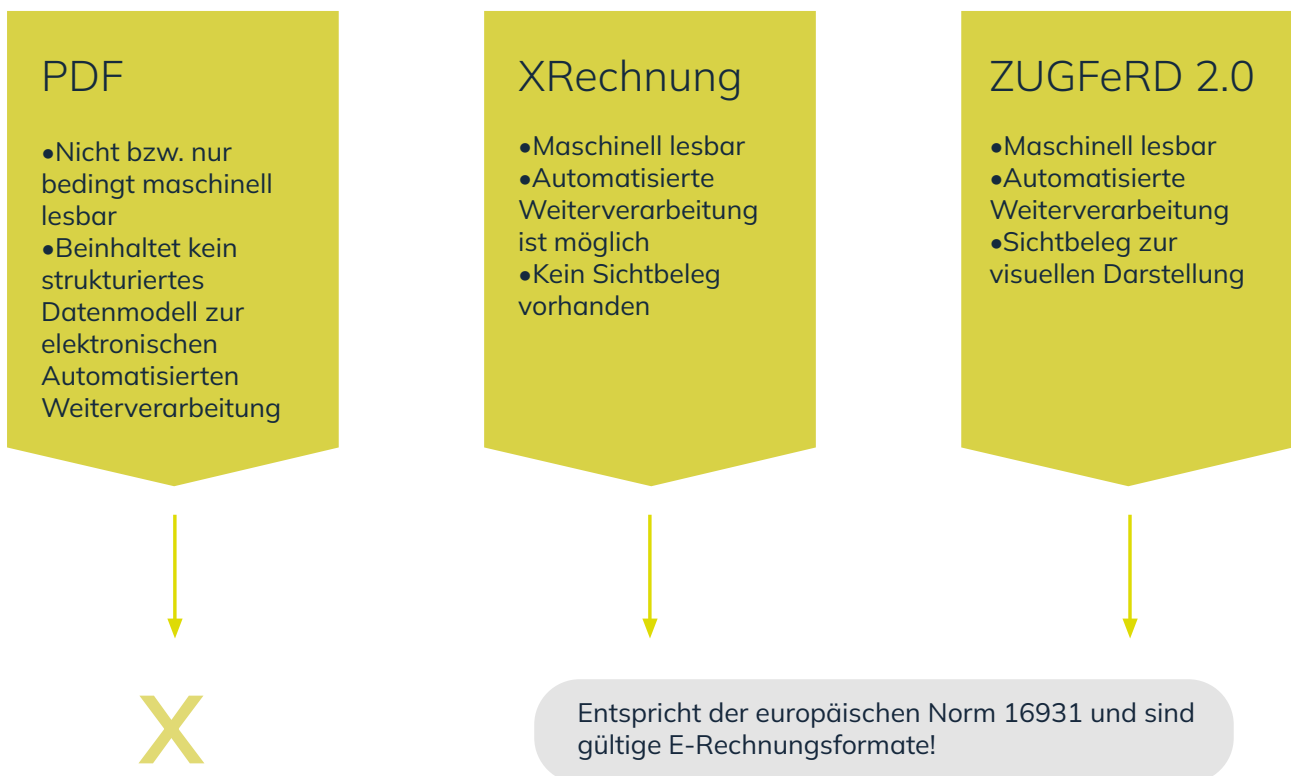 PDF
•Nicht bzw. nur
bedingt maschinell
lesbar
•Beinhaltet kein
strukturiertes
Datenmodell zur
elektronischen
Automatisierten
Weiterverarbeitung
XRechnung
•Maschinell lesbar
•Automatisierte
Weiterverarbeitung
ist möglich
•Kein Sichtbeleg
vorhanden
ZUGFeRD 2.0
•Maschinell lesbar
•Automatisierte
Weiterverarbeitung
•Sichtbeleg zur
visuellen Darstellung
X
Entspricht der europäischen Norm 16931 und sind
gültige E-Rechnungsformate!